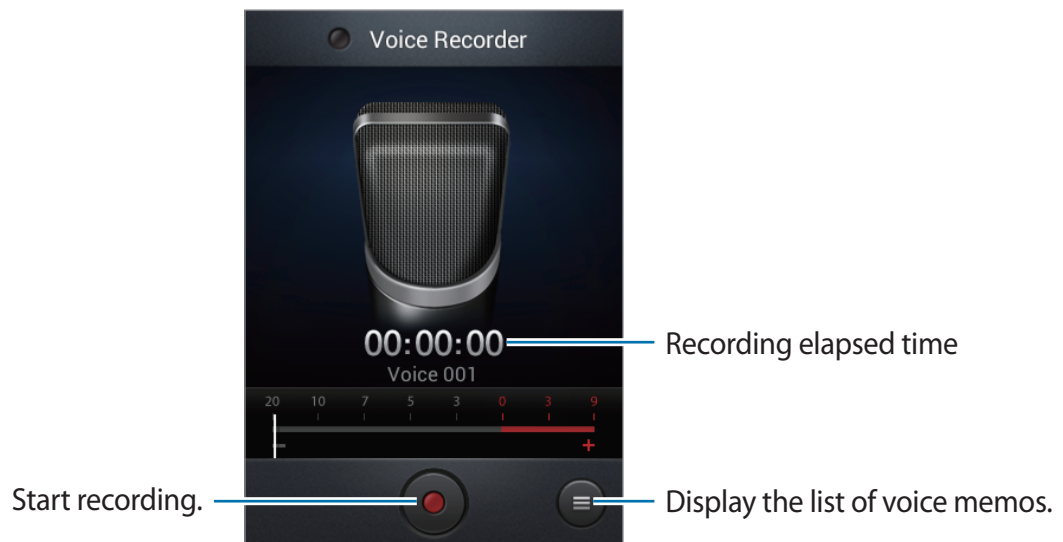 Voice Recorder
00:00:00
Recording elapsed time
Voice 001
20 10 7 5 3 0 3 9
- +
Start recording.
Display the list of voice memos.